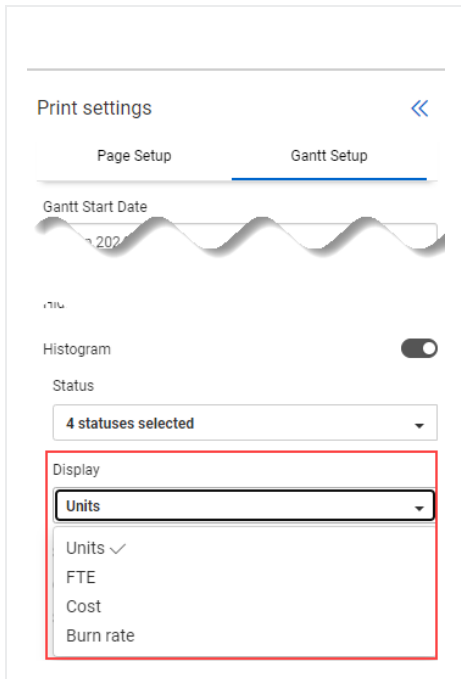 Print settings
Page Setup
Gantt Setup
Gantt Start Date
202
Histogram
Status
4 statuses selected
Display
Units
Units
FTE
Cost
Burn rate